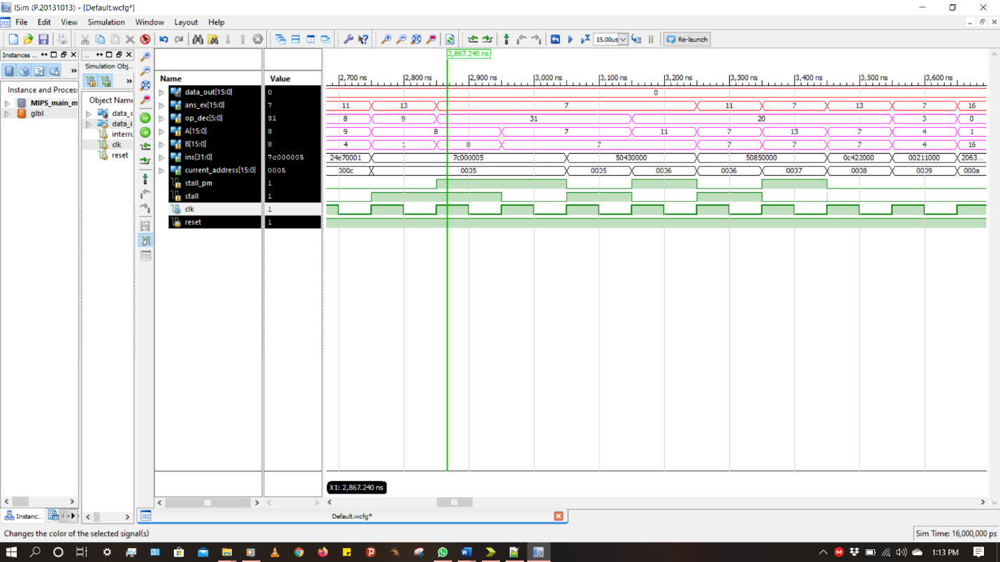 ISim (P.20131013) - [Default.wcfg*]
File Edit View Simulation Window Layout Help
15.00us Re-launch
Instances ...
...
Simulation Obj...
Instance and Proces
MIPS_main_m
glbl
Object Name
data_o
data_i
interru
clk
reset
2,867.240 ns
Name Value
2,700 ns 2,800 ns 2,900 ns 3,000 ns 3,100 ns 3,200 ns 3,300 ns 3,400 ns 3,500 ns 3,600 ns
data_out[15:0] 0 0
ans_ex[15:0] 7 11 13 7 11 7 13 7 16
op_dec[5:0] 31 8 9 31 20 3 0
A[15:0] 8 9 8 7 11 7 13 7 4 1
B[15:0] 8 4 1 8 7 7 7 7 4 16
ins[31:0] 7c000005 24e70001 7c000005 50430000 50850000 0c422000 00211000 2063...
current_address[15:0] 0005 000c 0005 0005 0006 0006 0007 0008 0009 000a
stall_pm 1
stall 1
clk 1
reset 1
X1: 2,867.240 ns
Instanc...
Default.wcfg*
Changes the color of the selected signal(s)
Sim Time: 16,000,000 ps
1:13 PM